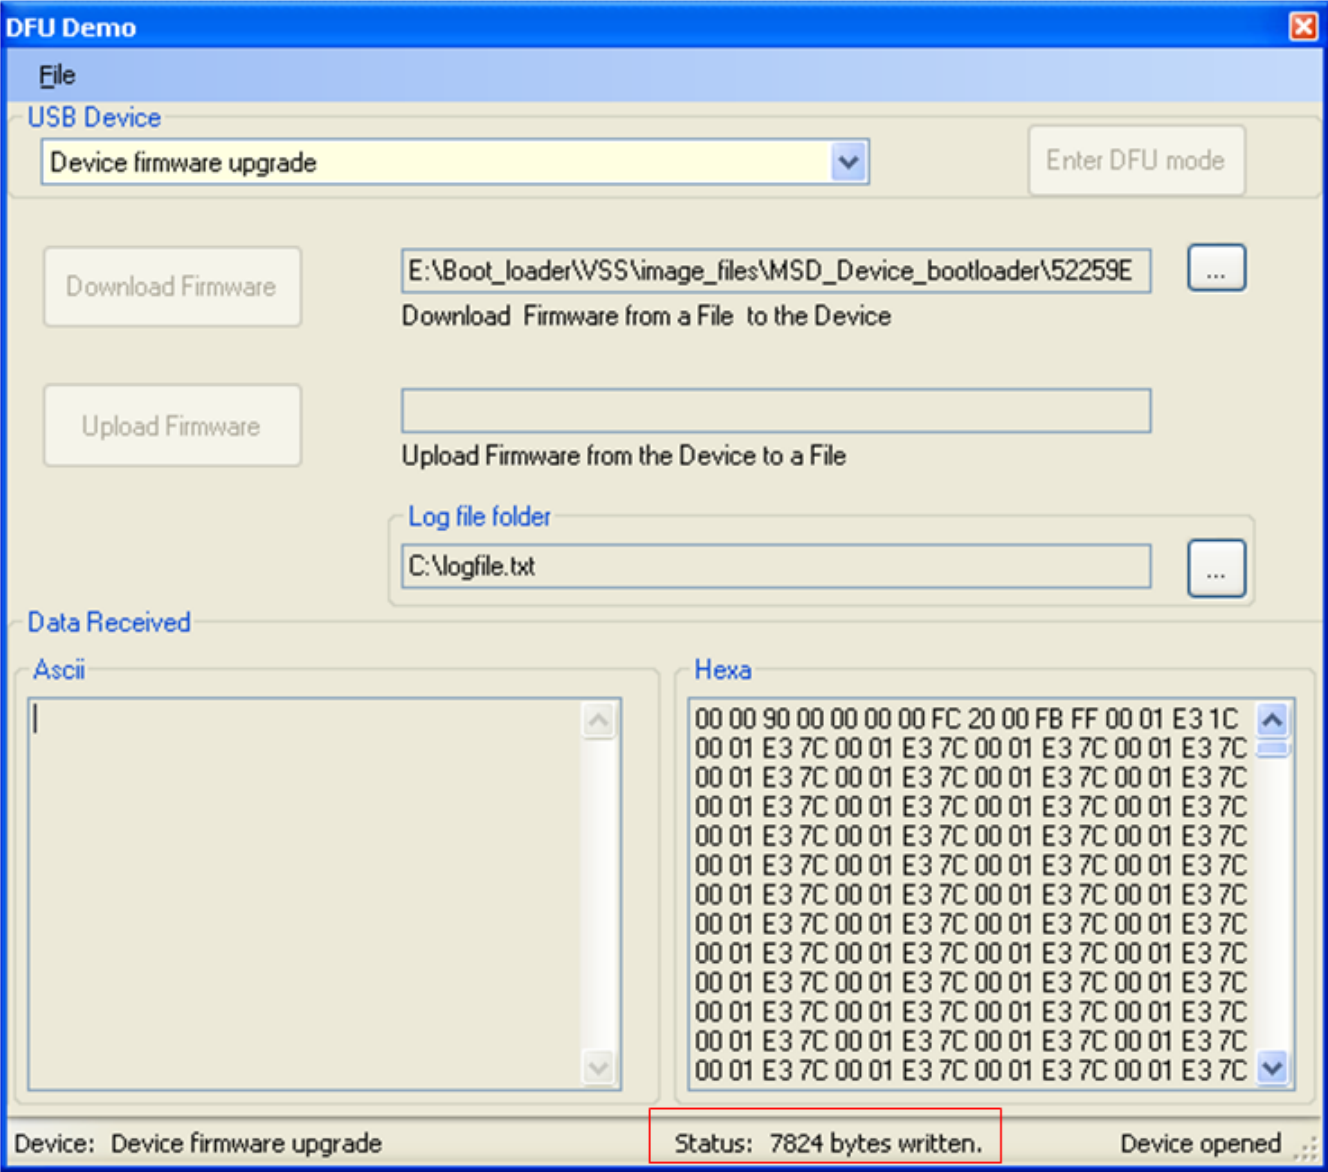 DFU Demo
File
USB Device
Device firmware upgrade
Enter DFU mode
Download Firmware
E:\Boot_loader\VSS\image_files\MSD_Device_bootloader\52259E
...
Download  Firmware from a File  to the Device
Upload Firmware
Upload Firmware from the Device to a File
Log file folder
C:\logfile.txt
...
Data Received
Ascii
Hexa
00 00 90 00 00 00 00 FC 20 00 FB FF 00 01 E3 1C
00 01 E3 7C 00 01 E3 7C 00 01 E3 7C 00 01 E3 7C
00 01 E3 7C 00 01 E3 7C 00 01 E3 7C 00 01 E3 7C
00 01 E3 7C 00 01 E3 7C 00 01 E3 7C 00 01 E3 7C
00 01 E3 7C 00 01 E3 7C 00 01 E3 7C 00 01 E3 7C
00 01 E3 7C 00 01 E3 7C 00 01 E3 7C 00 01 E3 7C
00 01 E3 7C 00 01 E3 7C 00 01 E3 7C 00 01 E3 7C
00 01 E3 7C 00 01 E3 7C 00 01 E3 7C 00 01 E3 7C
00 01 E3 7C 00 01 E3 7C 00 01 E3 7C 00 01 E3 7C
00 01 E3 7C 00 01 E3 7C 00 01 E3 7C 00 01 E3 7C
00 01 E3 7C 00 01 E3 7C 00 01 E3 7C 00 01 E3 7C
00 01 E3 7C 00 01 E3 7C 00 01 E3 7C 00 01 E3 7C
00 01 E3 7C 00 01 E3 7C 00 01 E3 7C 00 01 E3 7C
Device:  Device firmware upgrade
Status:  7824 bytes written.
Device opened